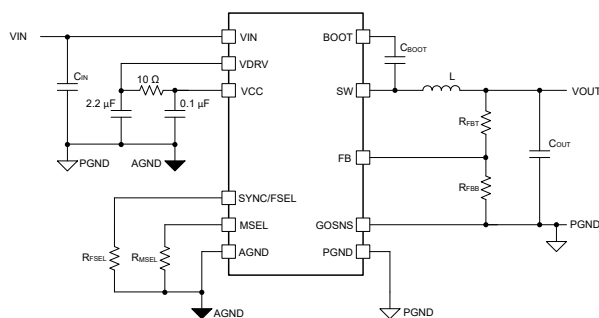 VIN
VIN
BOOT
CBOOT
VDRV
CIN
10 Ω
VCC
SW
L
VOUT
2.2 µF
0.1 µF
RFBT
COUT
PGND
AGND
FB
RFBB
SYNC/FSEL
MSEL
GOSNS
PGND
RFSEL
RMSEL
AGND
PGND
AGND
PGND